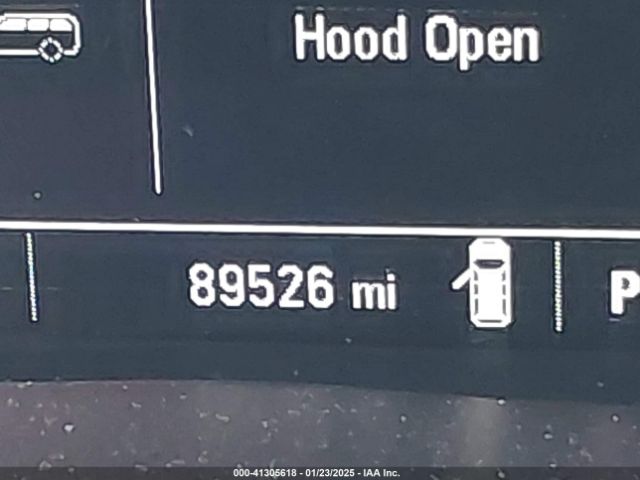 Hood Open
89526 mi
P
000-41305618 - 01/23/2025 - IAA Inc.